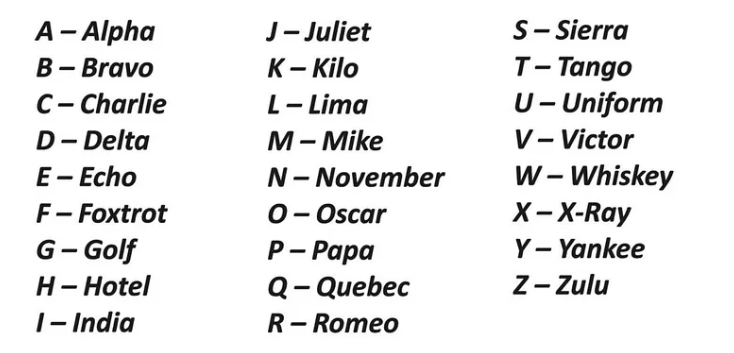 A – Alpha
B – Bravo
C – Charlie
D – Delta
E – Echo
F – Foxtrot
G – Golf
H – Hotel
I – India
J – Juliet
K – Kilo
L – Lima
M – Mike
N – November
O – Oscar
P – Papa
Q – Quebec
R – Romeo
S – Sierra
T – Tango
U – Uniform
V – Victor
W – Whiskey
X – X-Ray
Y – Yankee
Z – Zulu